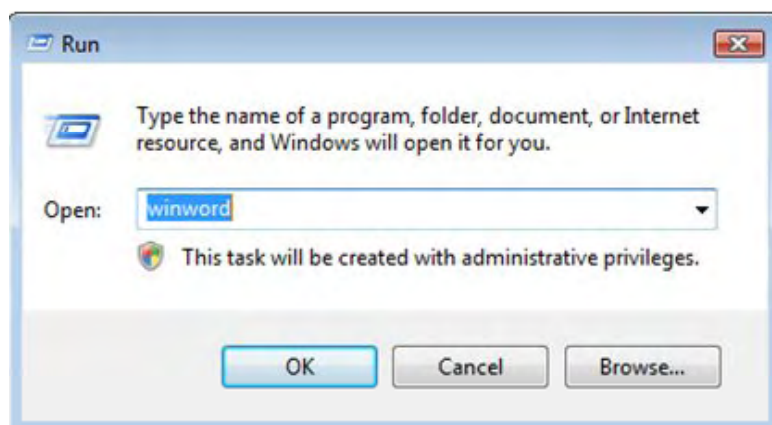 Run
Type the name of a program, folder, document, or Internet
resource, and Windows will open it for you.
Open:
winword
This task will be created with administrative privileges.
OK
Cancel
Browse...